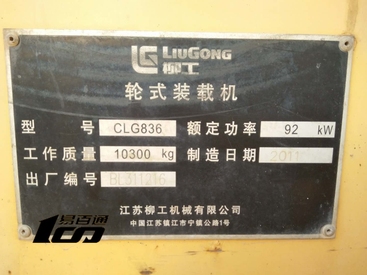 LIUGONG
柳工
轮式装载机
型 号 CLG836 额定功率 92 kW
工作质量 10300 kg 制造日期 2011
出厂编号
江苏柳工机械有限公司
中国江苏镇江市宁镇公路1号
易百通